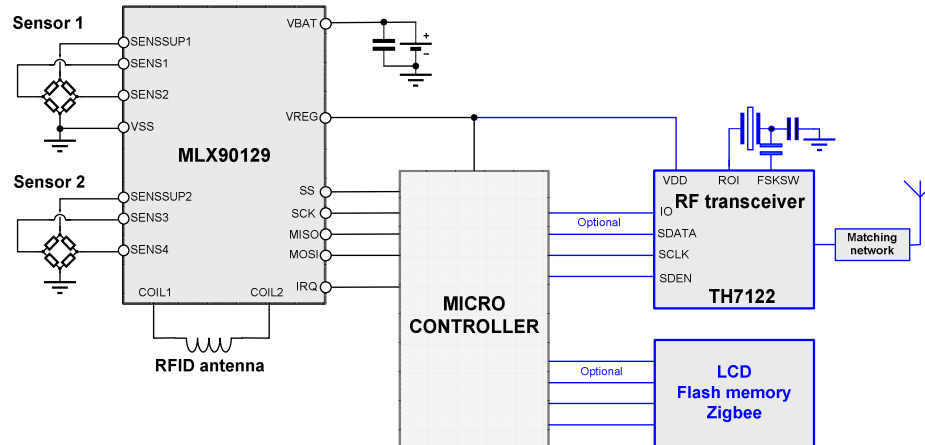 Sensor 1
SENSSUP1
SENS1
SENS2
VSS
MLX90129
VBAT
+
−
VREG
Sensor 2
SENSSUP2
SENS3
SENS4
SS
SCK
MISO
MOSI
IRQ
COIL1
COIL2
RFID antenna
MICRO
CONTROLLER
Optional
VDD
ROI
FSKSW
RF transceiver
IO
SDATA
SCLK
SDEN
TH7122
Matching
network
Optional
LCD
Flash memory
Zigbee